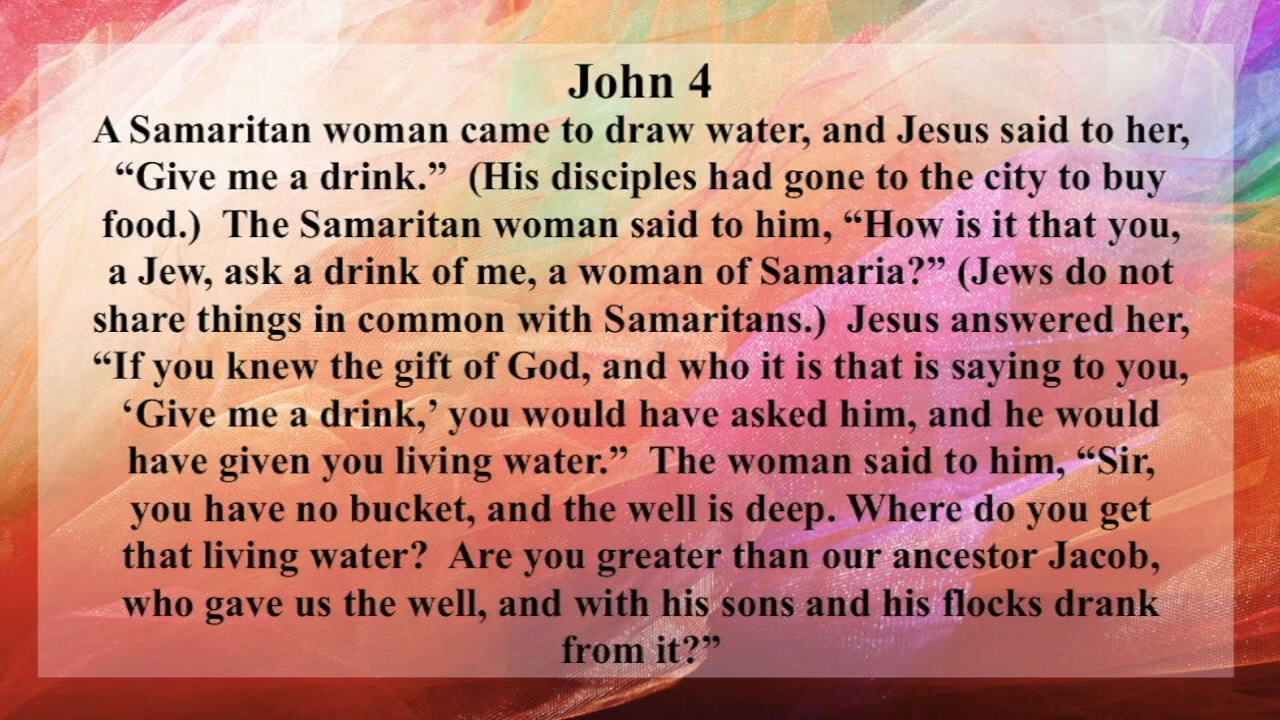 John 4
A Samaritan woman came to draw water, and Jesus said to her,
“Give me a drink.”  (His disciples had gone to the city to buy
food.)  The Samaritan woman said to him, “How is it that you,
a Jew, ask a drink of me, a woman of Samaria?” (Jews do not
share things in common with Samaritans.)  Jesus answered her,
“If you knew the gift of God, and who it is that is saying to you,
‘Give me a drink,’ you would have asked him, and he would
have given you living water.”  The woman said to him, “Sir,
you have no bucket, and the well is deep. Where do you get
that living water?  Are you greater than our ancestor Jacob,
who gave us the well, and with his sons and his flocks drank
from it?”